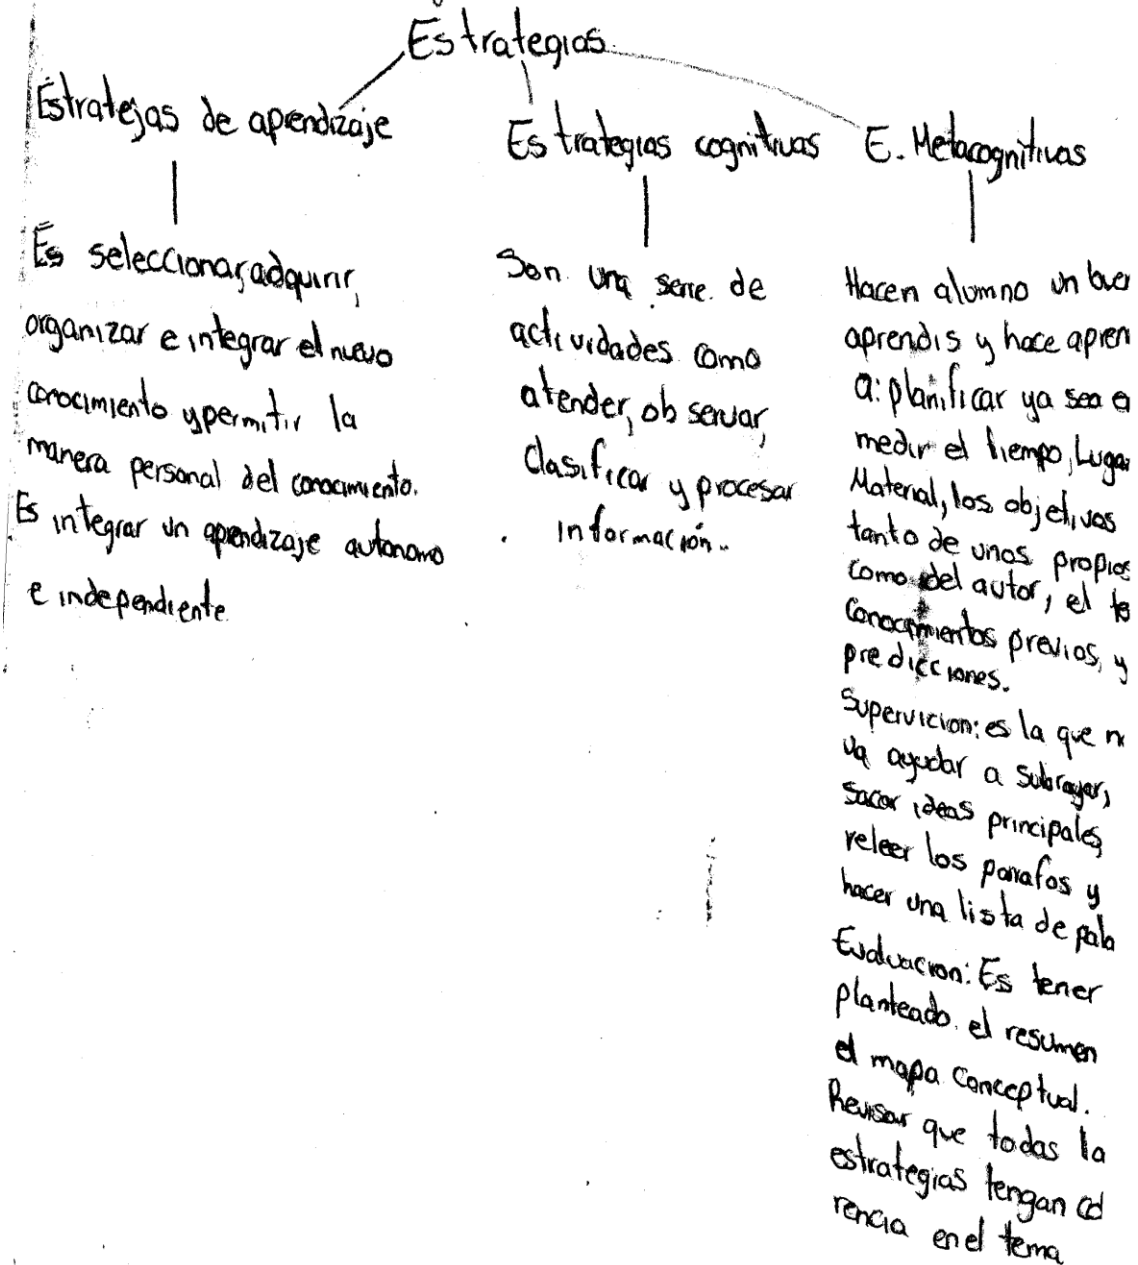 Estrategias
Estratejas de aprendizaje
Estrategias cognitivas
E. Metacognitivas
Es seleccionar, adquirir,
organizar e integrar el nuevo
conocimiento y permitir la
manera personal del conocimiento.
Es integrar un aprendizaje autonomo
e independiente
Son una serie de
actividades como
atender, observar,
clasificar y procesar
información.
Hacen alumno un buen
aprendis y hace apren
a: planificar ya sea e
medir el tiempo, Lugar
Material, los objetivos
tanto de unos propios
como del autor, el te
conocimientos previos, y
predicciones.
Supervicion: es la que n
va ayudar a subrayar,
sacar ideas principales,
releer los parrafos y
hacer una lista de pala
Evaluacion: Es tener
planteado el resumen
el mapa conceptual.
Revisar que todas la
estrategias tengan co
rencia en el tema